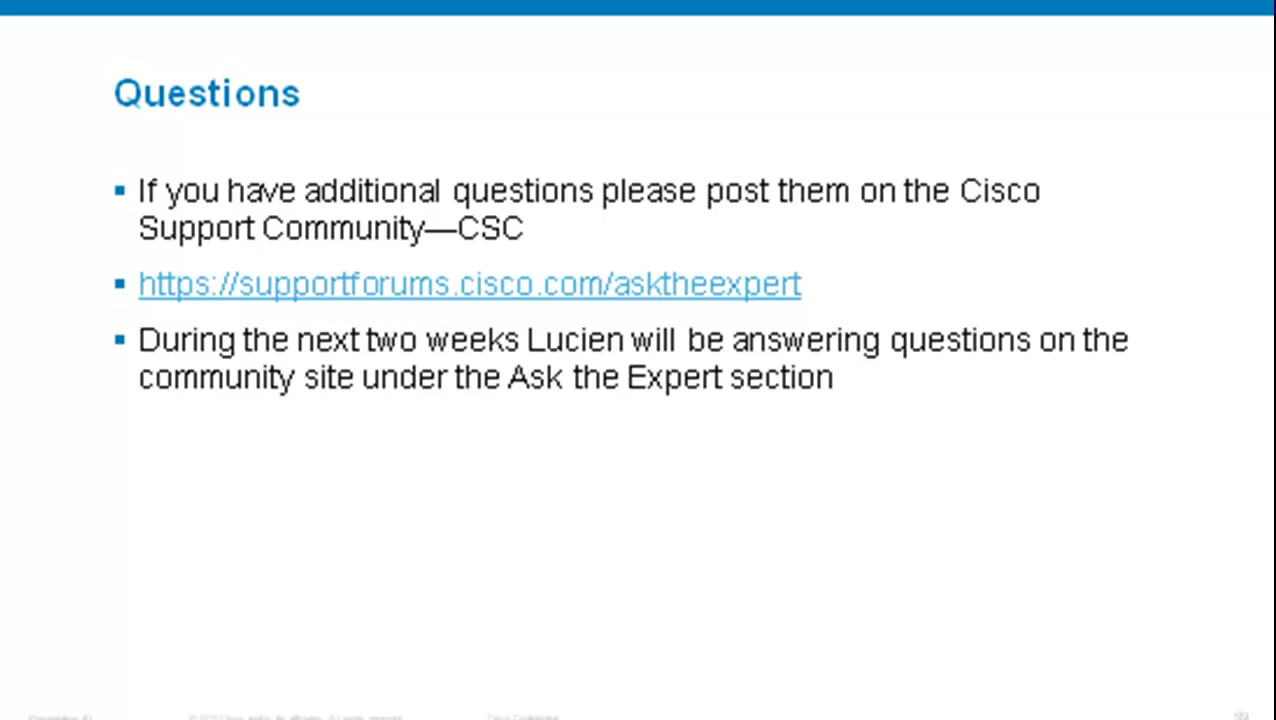 Questions
If you have additional questions please post them on the Cisco
Support Community—CSC
https://supportforums.cisco.com/asktheexpert
During the next two weeks Lucien will be answering questions on the
community site under the Ask the Expert section